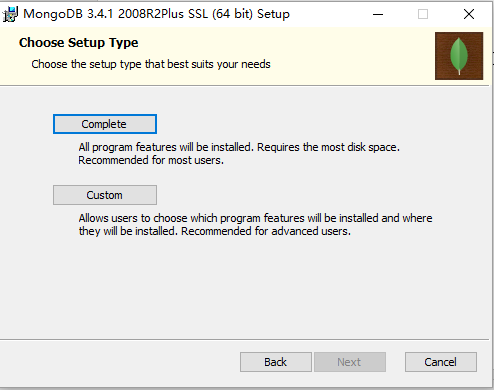 MongoDB 3.4.1 2008R2Plus SSL (64 bit) Setup
Choose Setup Type
Choose the setup type that best suits your needs
Complete
All program features will be installed. Requires the most disk space.
Recommended for most users.
Custom
Allows users to choose which program features will be installed and where
they will be installed. Recommended for advanced users.
Back
Next
Cancel